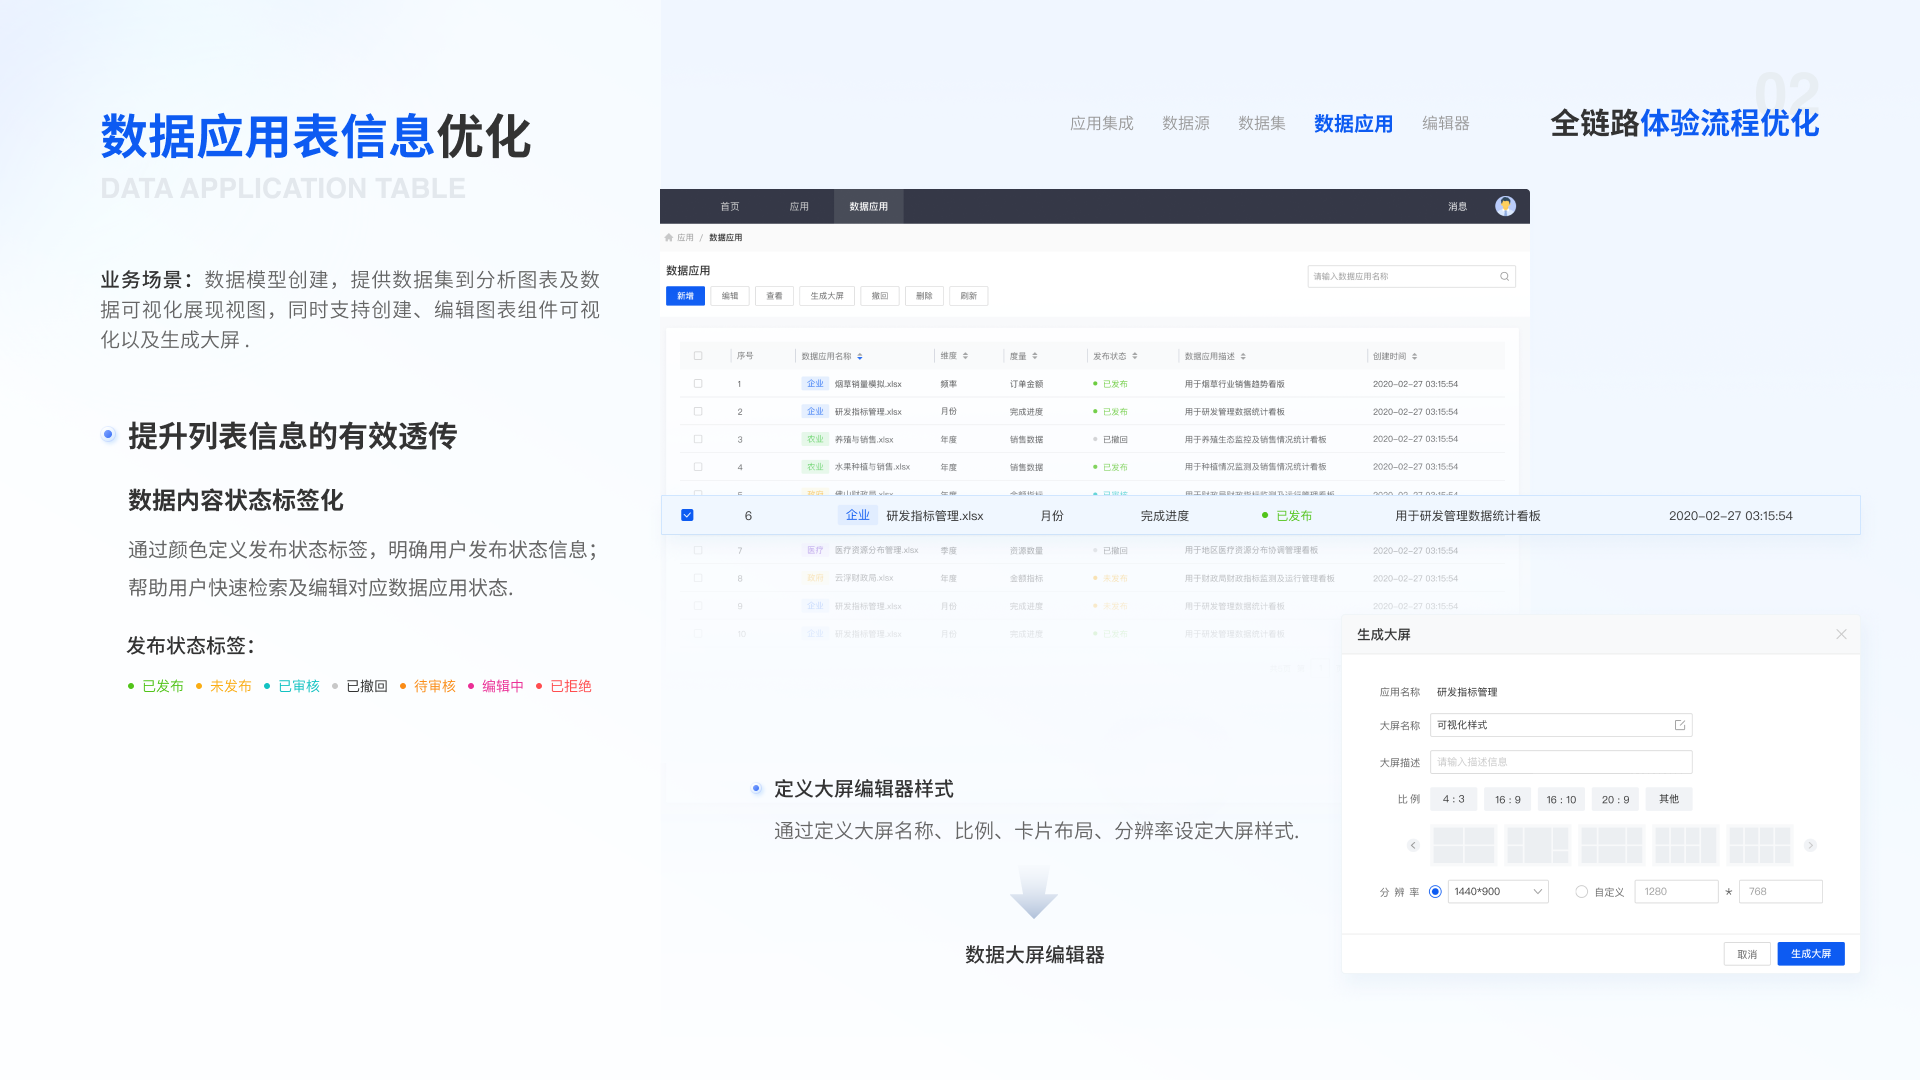 数据应用表信息优化
DATA APPLICATION TABLE
业务场景：数据模型创建，提供数据集到分析图表及数
据可视化展现视图，同时支持创建、编辑图表组件可视
化以及生成大屏 .
提升列表信息的有效透传
数据内容状态标签化
通过颜色定义发布状态标签，明确用户发布状态信息；
帮助用户快速检索及编辑对应数据应用状态.
发布状态标签：
已发布 未发布 已审核 已撤回 待审核 编辑中 已拒绝
应用集成 数据源 数据集 数据应用 编辑器
02
全链路体验流程优化
首页 应用 数据应用 消息
应用 / 数据应用
数据应用
请输入数据应用名称
新增 编辑 查看 生成大屏 撤回 删除 刷新
序号 数据应用名称 维度 度量 发布状态 数据应用描述 创建时间
1 企业 烟草销量模拟.xlsx 频率 订单金额 已发布 用于烟草行业销售趋势看版 2020-02-27 03:15:54
2 企业 研发指标管理.xlsx 月份 完成进度 已发布 用于研发管理数据统计看板 2020-02-27 03:15:54
3 农业 养殖与销售.xlsx 年度 销售数据 已撤回 用于养殖生态监控及销售情况统计看板 2020-02-27 03:15:54
4 农业 水果种植与销售.xlsx 年度 销售数据 已发布 用于种植情况监测及销售情况统计看板 2020-02-27 03:15:54
6 企业 研发指标管理.xlsx 月份 完成进度 已发布 用于研发管理数据统计看板 2020-02-27 03:15:54
7 医疗 医疗资源分布管理.xlsx 季度 资源数量 已撤回 用于地区医疗资源分布协调管理看板 2020-02-27 03:15:54
8 政府 云浮财政局.xlsx 年度 金额指标 未发布 用于财政局财政指标监测及运行管理看板 2020-02-27 03:15:54
9 企业 研发指标管理.xlsx 月份 完成进度 未发布 用于研发管理数据统计看板 2020-02-27 03:15:54
10 企业 研发指标管理.xlsx 月份 完成进度 已发布 用于研发管理数据统计看板
定义大屏编辑器样式
通过定义大屏名称、比例、卡片布局、分辨率设定大屏样式.
数据大屏编辑器
生成大屏
应用名称 研发指标管理
大屏名称 可视化样式
大屏描述 请输入描述信息
比 例 4 : 3 16 : 9 16 : 10 20 : 9 其他
分 辨 率 1440*900 自定义 1280 * 768
取消 生成大屏